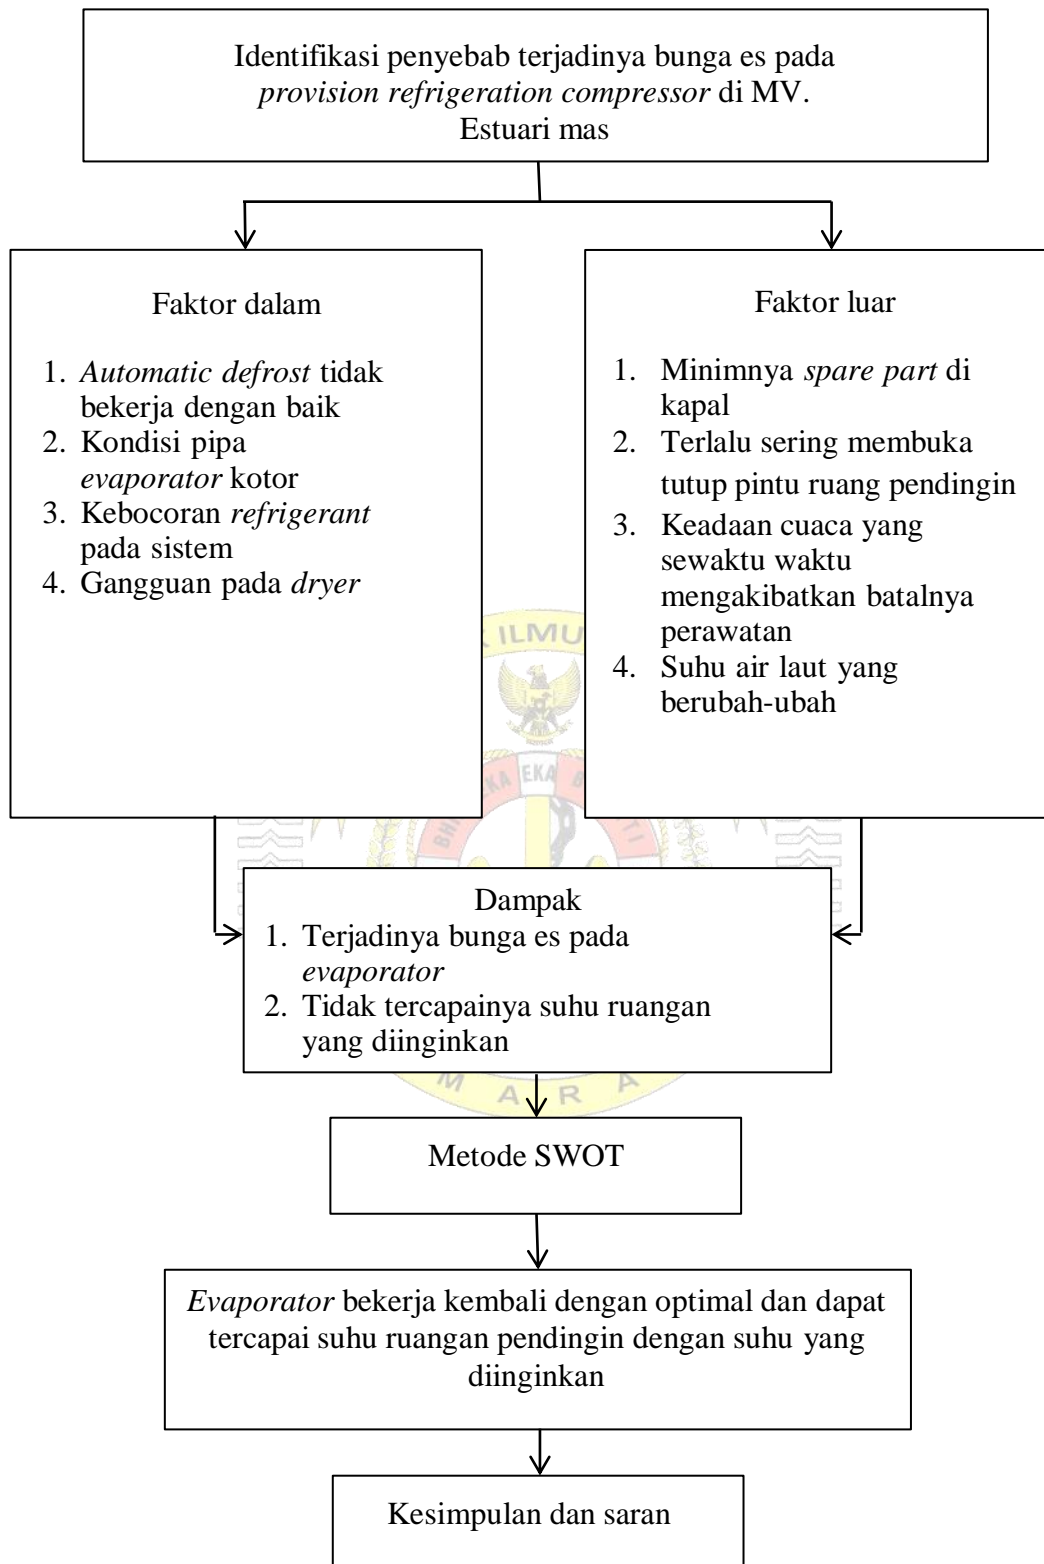 Identifikasi penyebab terjadinya bunga es pada
provision refrigeration compressor di MV.
Estuari mas
Faktor dalam
1. Automatic defrost tidak
bekerja dengan baik
2. Kondisi pipa
evaporator kotor
3. Kebocoran refrigerant
pada sistem
4. Gangguan pada dryer
Faktor luar
1. Minimnya spare part di
kapal
2. Terlalu sering membuka
tutup pintu ruang pendingin
3. Keadaan cuaca yang
sewaktu waktu
mengakibatkan batalnya
perawatan
4. Suhu air laut yang
berubah-ubah
ILMU
EKA
Dampak
1. Terjadinya bunga es pada
evaporator
2. Tidak tercapainya suhu ruangan
yang diinginkan
M A R A
Metode SWOT
Evaporator bekerja kembali dengan optimal dan dapat
tercapai suhu ruangan pendingin dengan suhu yang
diinginkan
Kesimpulan dan saran